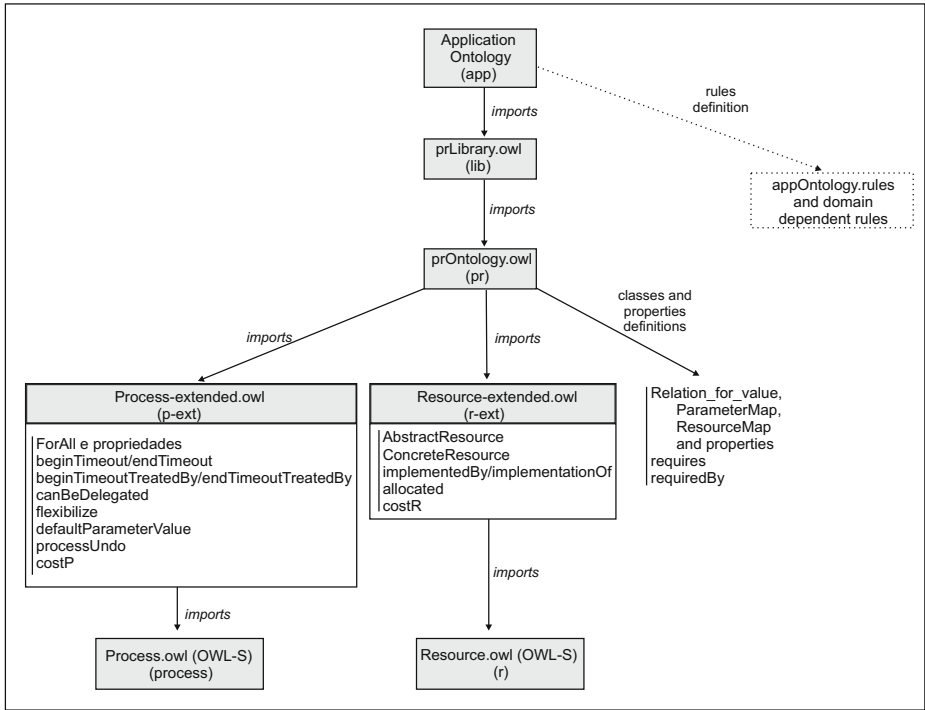 Application
Ontology
(app)
imports
rules
definition
prLibrary.owl
(lib)
appOntology.rules
and domain
dependent rules
imports
prOntology.owl
(pr)
classes and
properties
definitions
imports
imports
Process-extended.owl
(p-ext)
ForAll e propriedades
beginTimeout/endTimeout
beginTimeoutTreatedBy/endTimeoutTreatedBy
canBeDelegated
flexibilize
defaultParameterValue
processUndo
costP
Resource-extended.owl
(r-ext)
AbstractResource
ConcreteResource
implementedBy/implementationOf
allocated
costR
Relation_for_value,
ParameterMap,
ResourceMap
and properties
requires
requiredBy
imports
imports
Process.owl (OWL-S)
(process)
Resource.owl (OWL-S)
(r)